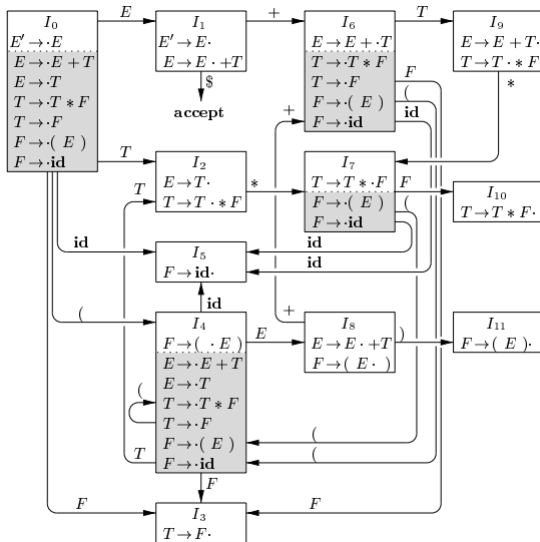 I₀
E′→·E
E→·E + T
E→·T
T→·T * F
T→·F
F→·( E )
F→·id
E
I₁
E′→E·
E→E · +T
$
accept
+
I₆
E→E + ·T
T→·T * F
T→·F
F→·( E )
F→·id
T
F
(
id
I₉
E→E + T·
T→T · * F
*
T
I₂
E→T·
T→T · * F
T
*
+
I₇
T→T * ·F
F→·( E )
F→·id
F
(
id
I₁₀
T→T * F·
id
I₅
F→id·
id
id
(
I₄
F→( · E )
E→·E + T
E→·T
T→·T * F
T→·F
F→·( E )
F→·id
(
T
E
+
I₈
E→E · +T
F→( E · )
)
I₁₁
F→( E )·
(
(
F
F
I₃
T→F·
F